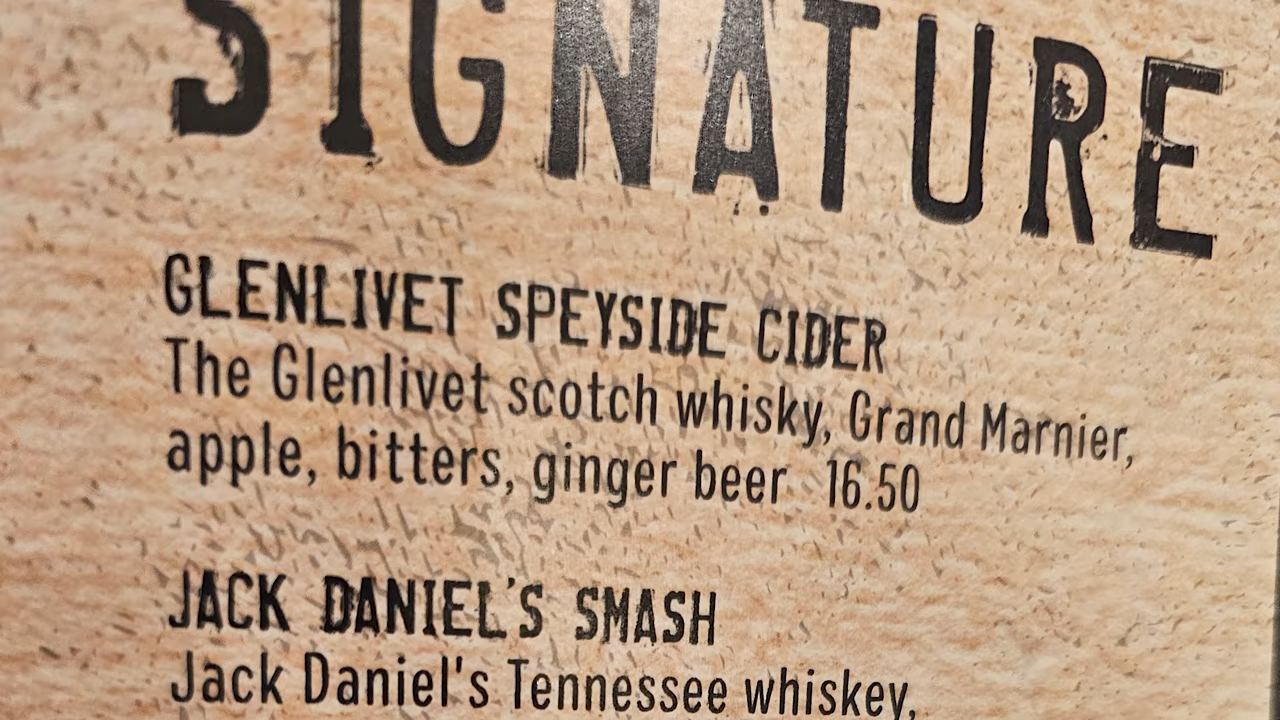 SIGNATURE
GLENLIVET SPEYSIDE CIDER
The Glenlivet scotch whisky, Grand Marnier,
apple, bitters, ginger beer 16.50
JACK DANIEL'S SMASH
Jack Daniel's Tennessee whiskey,